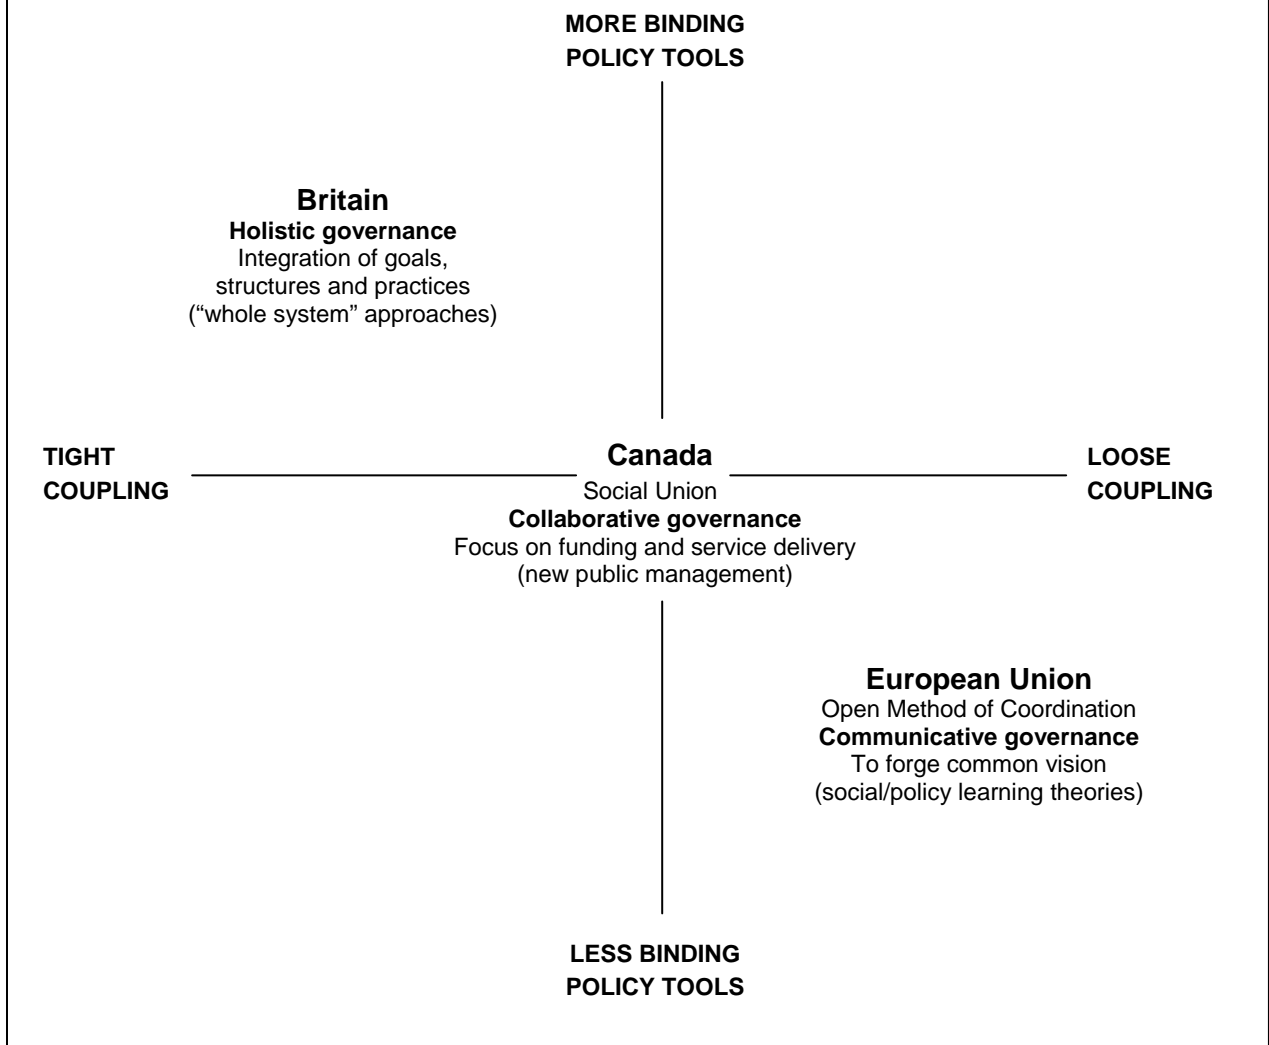 MORE BINDING
POLICY TOOLS
Britain
Holistic governance
Integration of goals,
structures and practices
(“whole system” approaches)
TIGHT
COUPLING
Canada
Social Union
Collaborative governance
Focus on funding and service delivery
(new public management)
LOOSE
COUPLING
European Union
Open Method of Coordination
Communicative governance
To forge common vision
(social/policy learning theories)
LESS BINDING
POLICY TOOLS